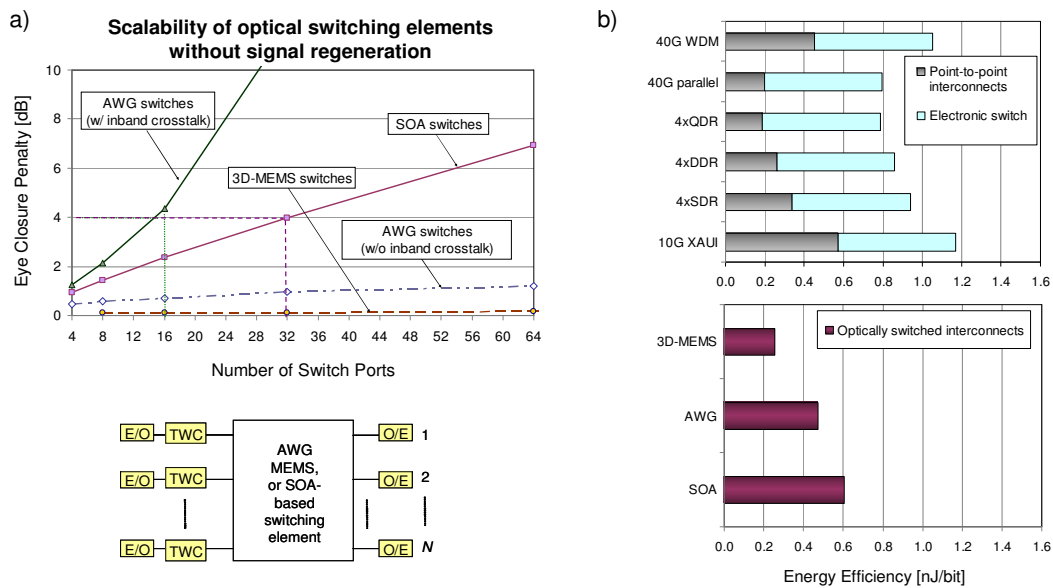 a)
Scalability of optical switching elements
without signal regeneration
Eye Closure Penalty [dB]
10
8
6
4
2
0
AWG switches
(w/ inband crosstalk)
SOA switches
3D-MEMS switches
AWG switches
(w/o inband crosstalk)
4 8 12 16 20 24 28 32 36 40 44 48 52 56 60 64
Number of Switch Ports
E/O TWC O/E 1
E/O TWC O/E 2
E/O TWC O/E N
AWG
MEMS,
or SOA-
based
switching
element
b)
40G WDM
40G parallel
4xQDR
4xDDR
4xSDR
10G XAUI
Point-to-point
interconnects
Electronic switch
0.0 0.2 0.4 0.6 0.8 1.0 1.2 1.4 1.6
3D-MEMS
AWG
SOA
Optically switched interconnects
0.0 0.2 0.4 0.6 0.8 1.0 1.2 1.4 1.6
Energy Efficiency [nJ/bit]